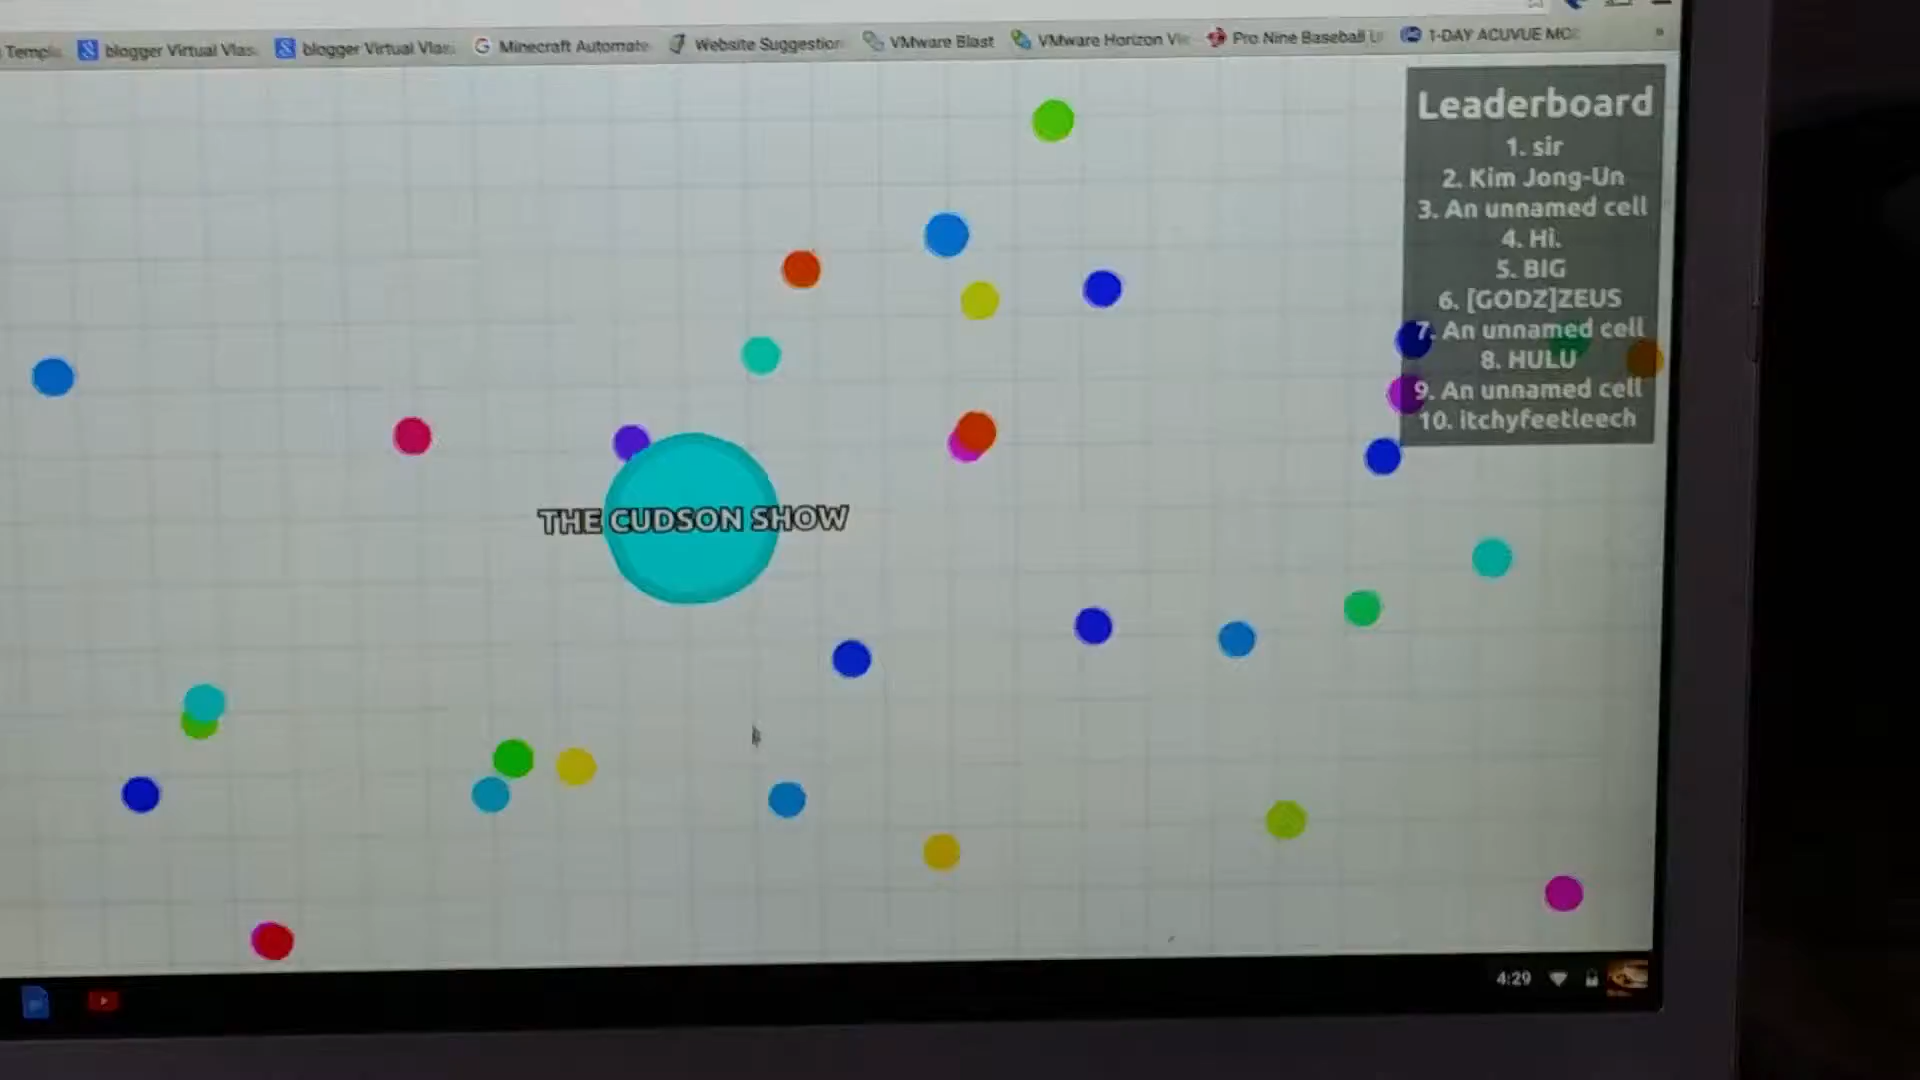 blogger Virtual Vlas
blogger Virtual Vlas
Minecraft Automate
Website Suggestion
VMware Blast
VMware Horizon Vi
Pro Nine Baseball
1-DAY ACUVUE MO
Leaderboard
1. sir
2. Kim Jong-Un
3. An unnamed cell
4. Hi.
5. BIG
6. [GODZ]ZEUS
7. An unnamed cell
8. HULU
9. An unnamed cell
10. itchyfeetleech
THE CUDSON SHOW
4:29